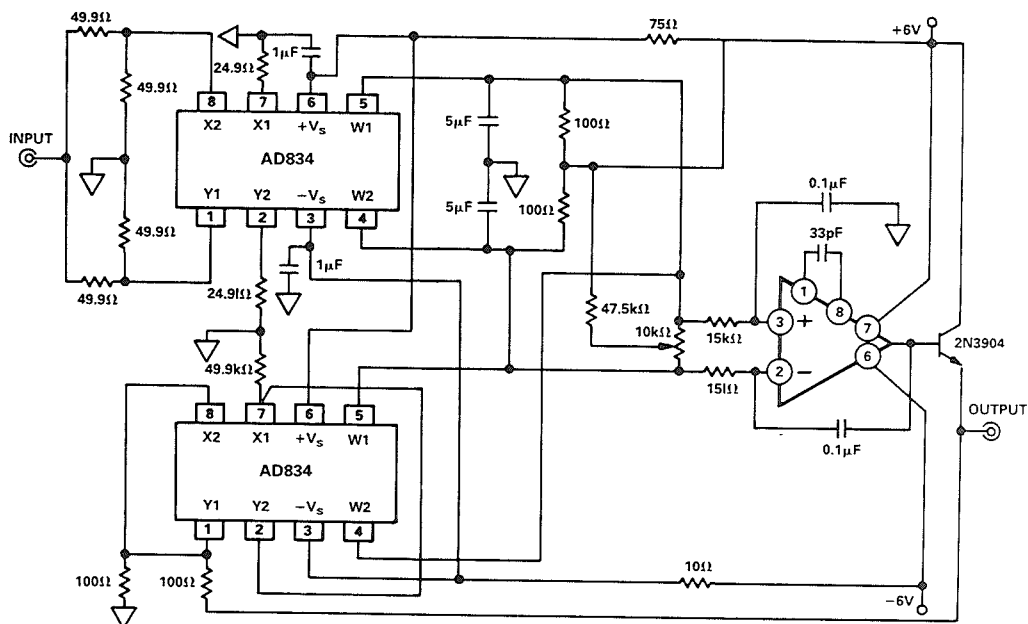 49.9Ω
75Ω
+6V
1µF
24.9Ω
49.9Ω
8 7 6 5
X2 X1 +VS W1
5µF
100Ω
INPUT
AD834
0.1µF
Y1 Y2 −VS W2
5µF
100Ω
33pF
1 2 3 4
49.9Ω
1µF
49.9Ω
24.9lΩ
47.5kΩ
10kΩ
15kΩ
1
8
3 +
7
2N3904
6
2 −
15lΩ
49.9kΩ
OUTPUT
8 7 6 5
X2 X1 +VS W1
0.1µF
AD834
Y1 Y2 −VS W2
1 2 3 4
100Ω
100Ω
10Ω
−6V